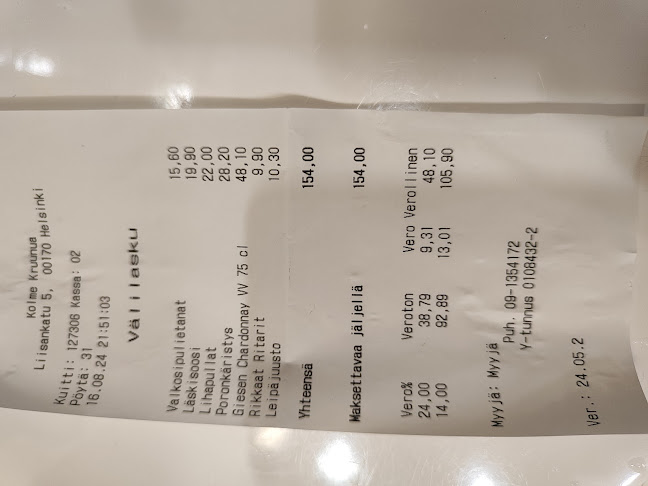 Kolme Kruunua
Liisankatu 5, 00170 Helsinki
Kuitti: 127306 Kassa: 02
Pöytä: 31
16.08.24 21:51:03
Välilasku
Valkosipulietanat 15,60
Läskisoosi 19,90
Lihapullat 22,00
Poronkäristys 28,20
Giesen Chardonnay VV 75 cl 48,10
Rikkaat Ritarit 9,90
Leipäjuusto 10,30
Yhteensä 154,00
Maksettavaa jäljellä 154,00
Vero% Veroton Vero Verollinen
24,00 38,79 9,31 48,10
14,00 92,89 13,01 105,90
Myyjä: Myyjä
Puh. 09-1354172
Y-tunnus 0108432-2
Ver.: 24.05.2